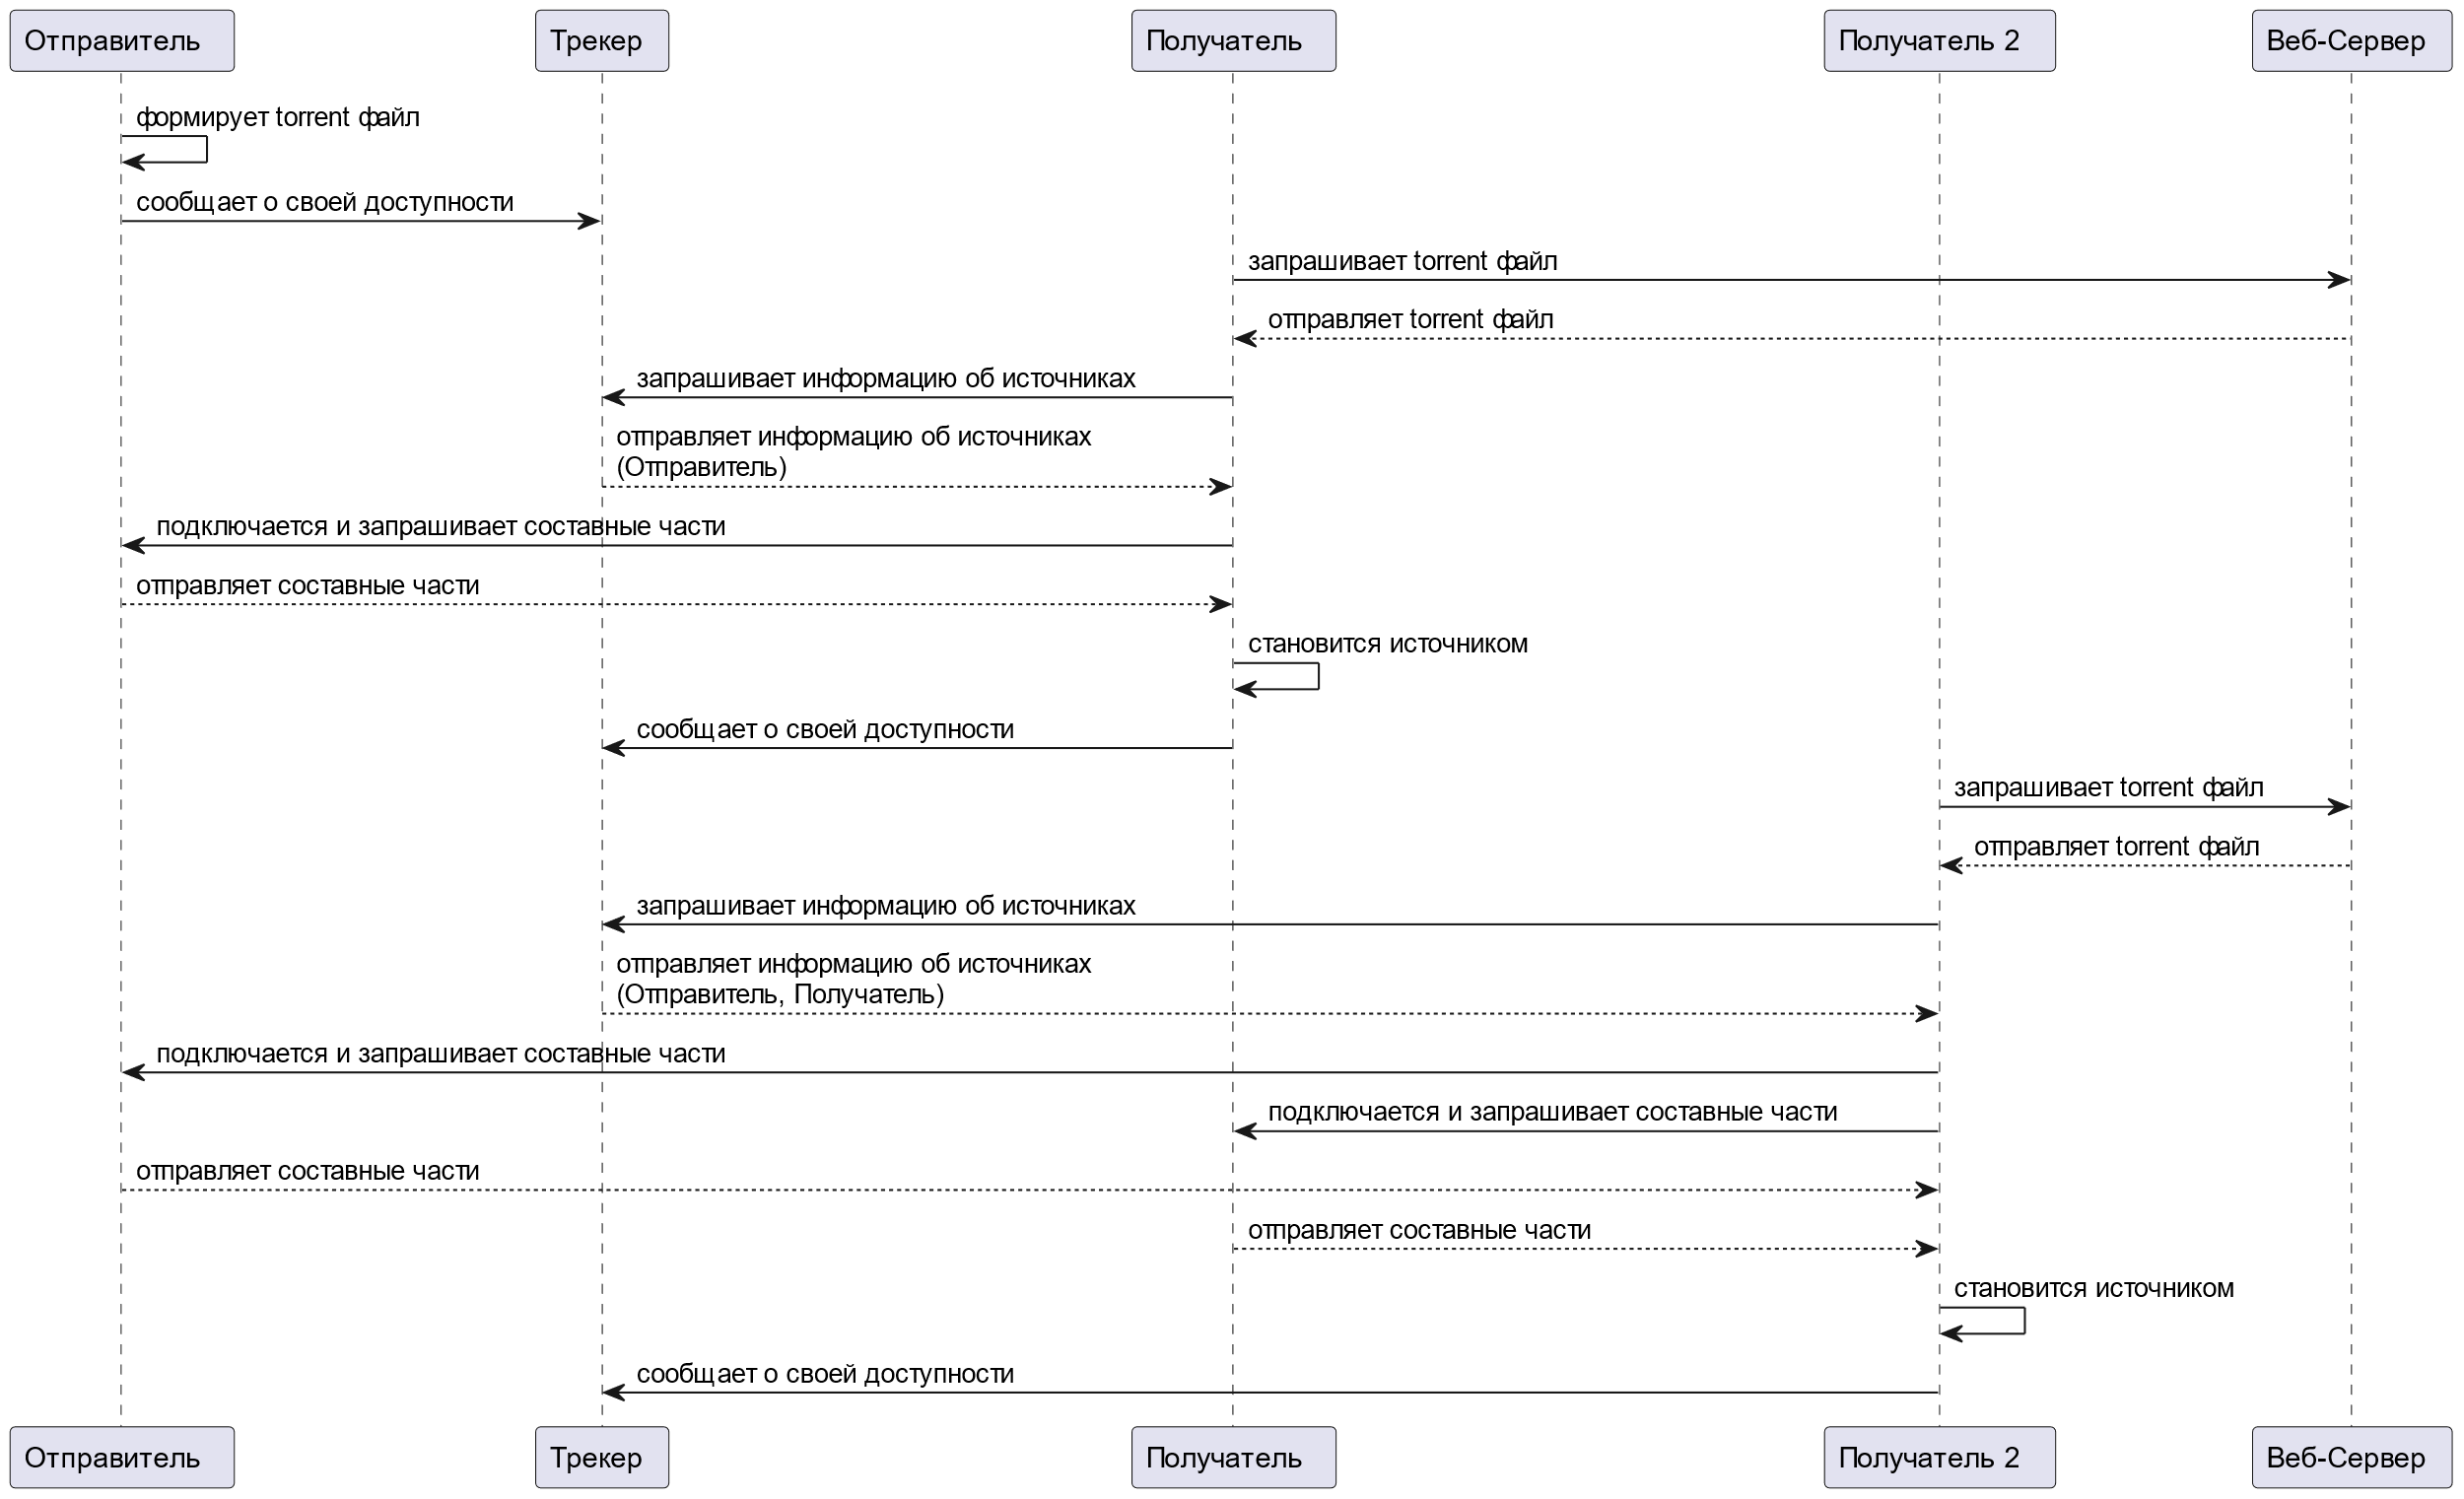 Отправитель
Трекер
Получатель
Получатель 2
Веб-Сервер
формирует torrent файл
сообщает о своей доступности
запрашивает torrent файл
отправляет torrent файл
запрашивает информацию об источниках
отправляет информацию об источниках
(Отправитель)
подключается и запрашивает составные части
отправляет составные части
становится источником
сообщает о своей доступности
запрашивает torrent файл
отправляет torrent файл
запрашивает информацию об источниках
отправляет информацию об источниках
(Отправитель, Получатель)
подключается и запрашивает составные части
подключается и запрашивает составные части
отправляет составные части
отправляет составные части
становится источником
сообщает о своей доступности
Отправитель
Трекер
Получатель
Получатель 2
Веб-Сервер